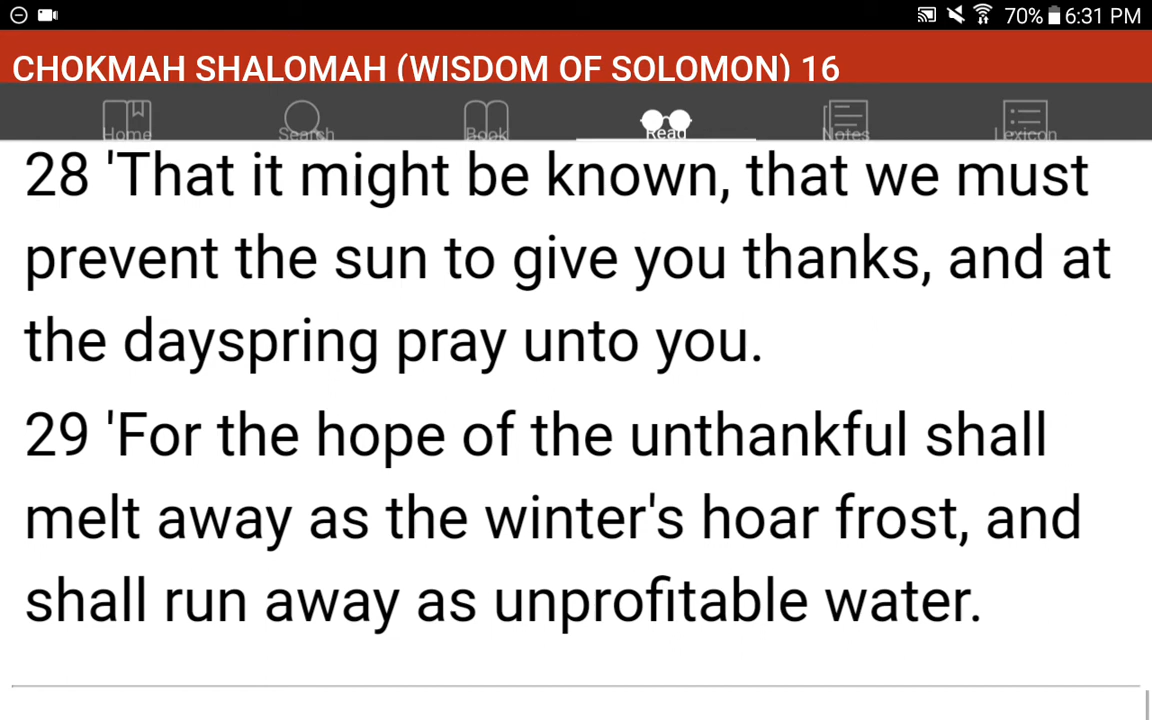 70% 6:31 PM
CHOKMAH SHALOMAH (WISDOM OF SOLOMON) 16
Home Search Book Read Notes Lexicon
28 'That it might be known, that we must
prevent the sun to give you thanks, and at
the dayspring pray unto you.
29 'For the hope of the unthankful shall
melt away as the winter's hoar frost, and
shall run away as unprofitable water.